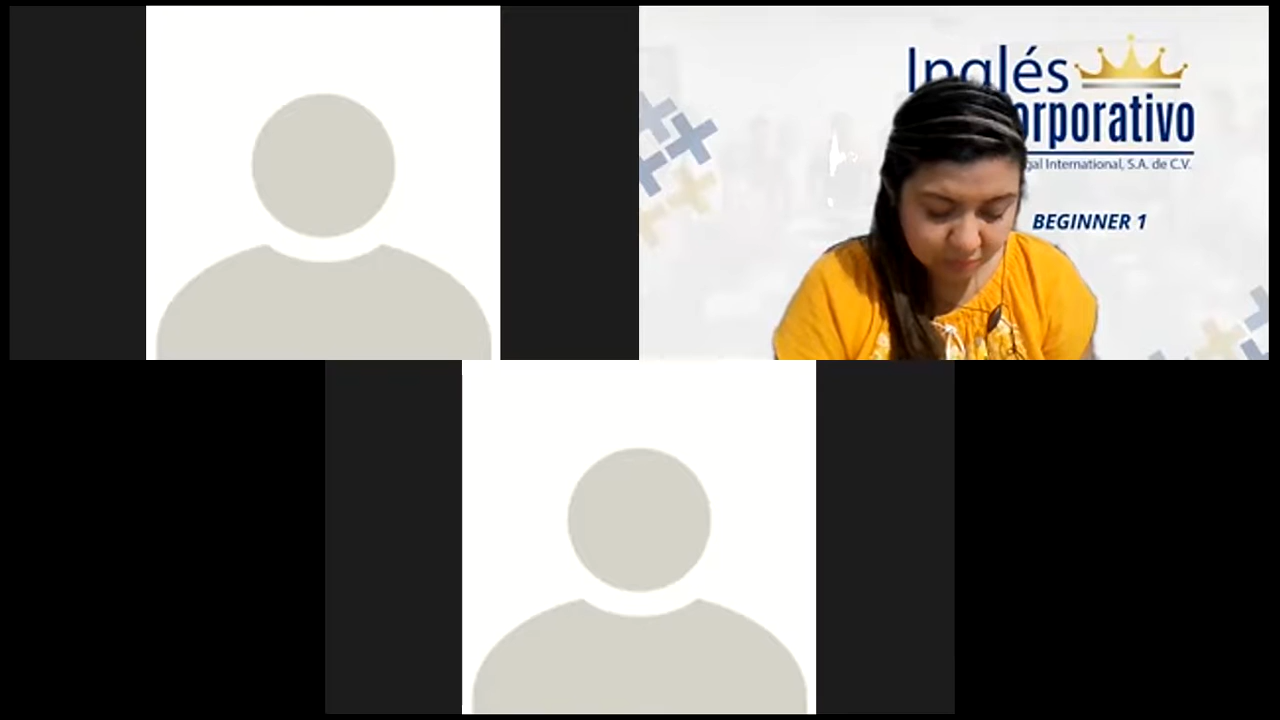 Inglés
orporativo
gal International, S.A. de C.V.
BEGINNER 1